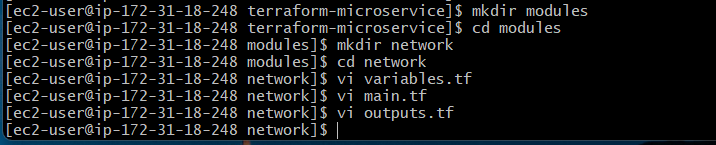 [ec2-user@ip-172-31-18-248 terraform-microservice]$ mkdir modules
[ec2-user@ip-172-31-18-248 terraform-microservice]$ cd modules
[ec2-user@ip-172-31-18-248 modules]$ mkdir network
[ec2-user@ip-172-31-18-248 modules]$ cd network
[ec2-user@ip-172-31-18-248 network]$ vi variables.tf
[ec2-user@ip-172-31-18-248 network]$ vi main.tf
[ec2-user@ip-172-31-18-248 network]$ vi outputs.tf
[ec2-user@ip-172-31-18-248 network]$